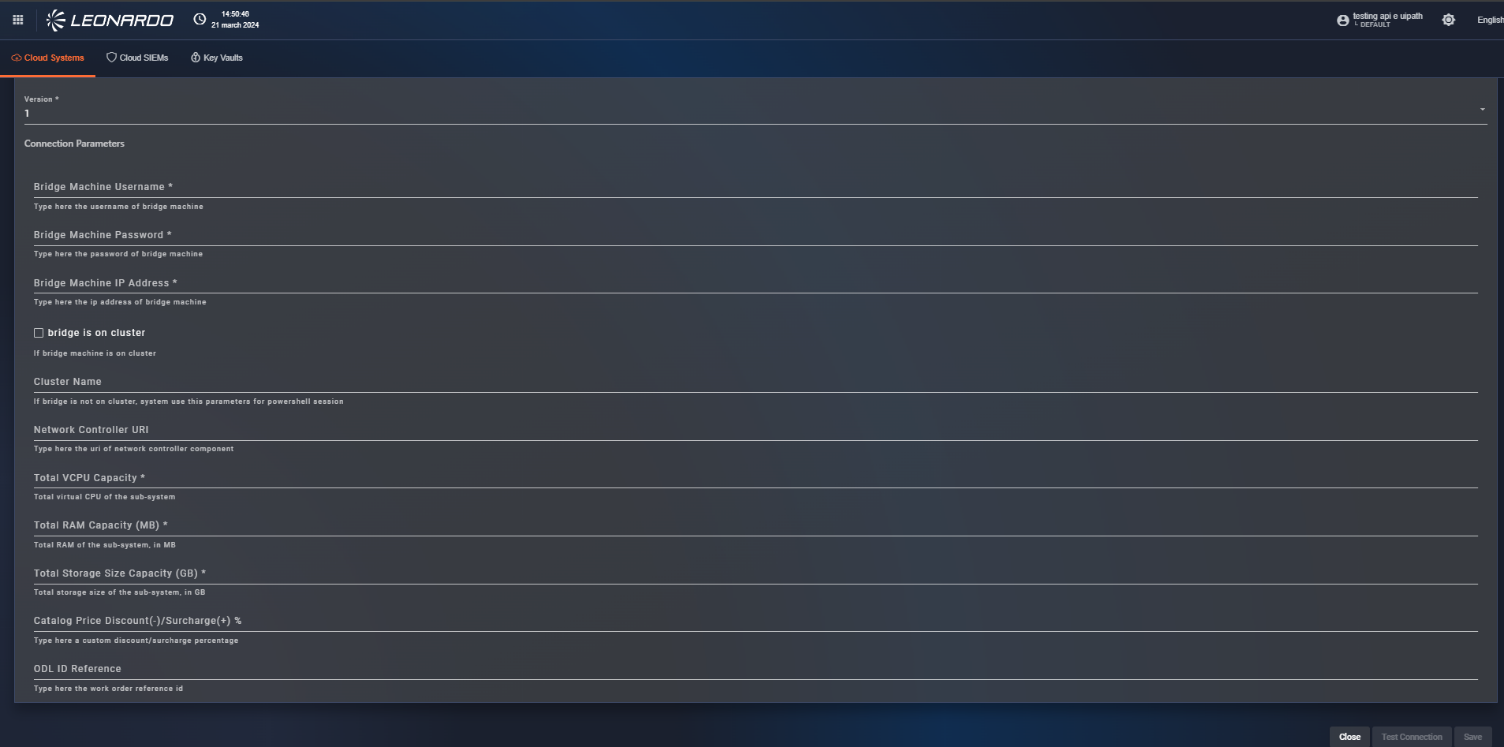 LEONARDO
14:50:46
21 march 2024
testing api e uipath
└ DEFAULT
English
Cloud Systems
Cloud SIEMs
Key Vaults
Version *
1
Connection Parameters
Bridge Machine Username *
Type here the username of bridge machine
Bridge Machine Password *
Type here the password of bridge machine
Bridge Machine IP Address *
Type here the ip address of bridge machine
bridge is on cluster
If bridge machine is on cluster
Cluster Name
If bridge is not on cluster, system use this parameters for powershell session
Network Controller URI
Type here the uri of network controller component
Total VCPU Capacity *
Total virtual CPU of the sub-system
Total RAM Capacity (MB) *
Total RAM of the sub-system, in MB
Total Storage Size Capacity (GB) *
Total storage size of the sub-system, in GB
Catalog Price Discount(-)/Surcharge(+) %
Type here a custom discount/surcharge percentage
ODL ID Reference
Type here the work order reference id
Close
Test Connection
Save